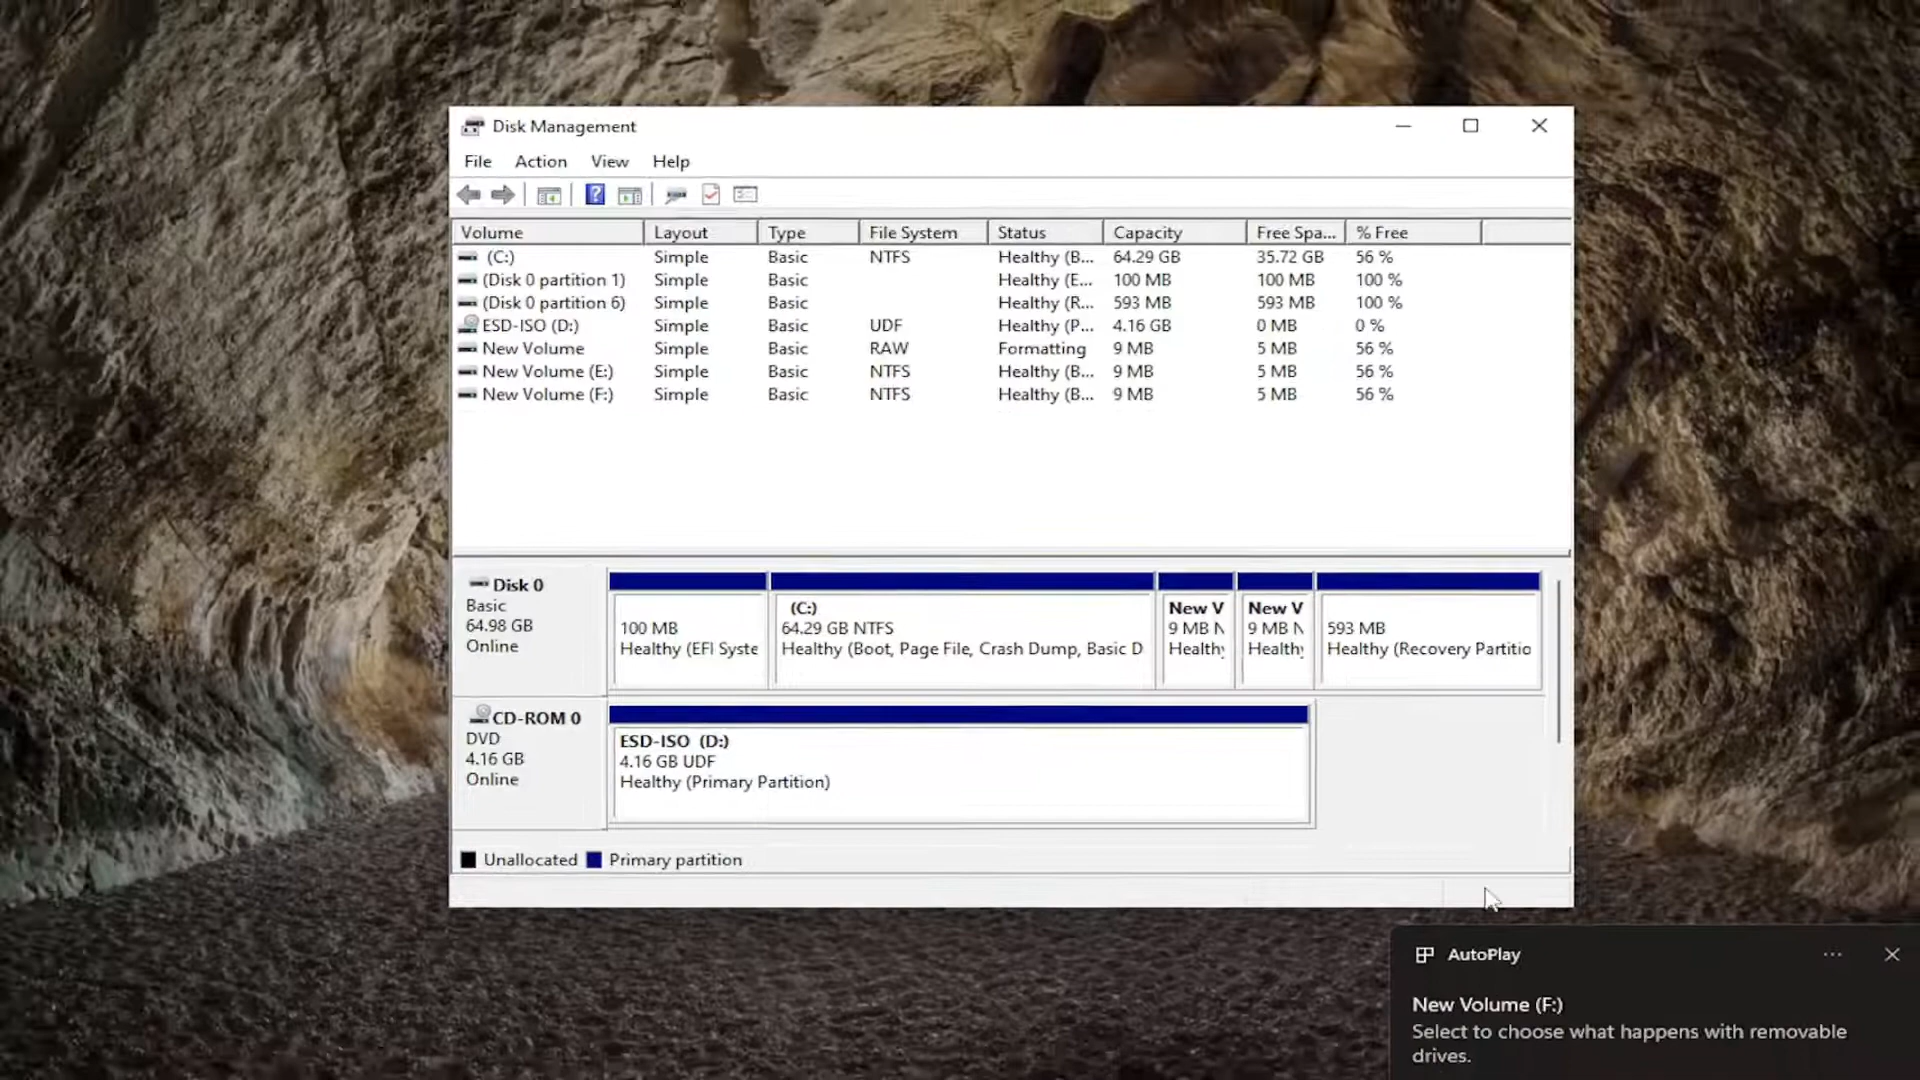 Disk Management
File Action View Help
Volume Layout Type File System Status Capacity Free Spa... % Free
(C:) Simple Basic NTFS Healthy (B... 64.29 GB 35.72 GB 56 %
(Disk 0 partition 1) Simple Basic Healthy (E... 100 MB 100 MB 100 %
(Disk 0 partition 6) Simple Basic Healthy (R... 593 MB 593 MB 100 %
ESD-ISO (D:) Simple Basic UDF Healthy (P... 4.16 GB 0 MB 0 %
New Volume Simple Basic RAW Formatting 9 MB 5 MB 56 %
New Volume (E:) Simple Basic NTFS Healthy (B... 9 MB 5 MB 56 %
New Volume (F:) Simple Basic NTFS Healthy (B... 9 MB 5 MB 56 %
Disk 0
Basic
64.98 GB
Online
100 MB
Healthy (EFI Syste
(C:)
64.29 GB NTFS
Healthy (Boot, Page File, Crash Dump, Basic D
New V
9 MB N
Healthy
New V
9 MB N
Healthy
593 MB
Healthy (Recovery Partitio
CD-ROM 0
DVD
4.16 GB
Online
ESD-ISO (D:)
4.16 GB UDF
Healthy (Primary Partition)
Unallocated Primary partition
AutoPlay
New Volume (F:)
Select to choose what happens with removable
drives.